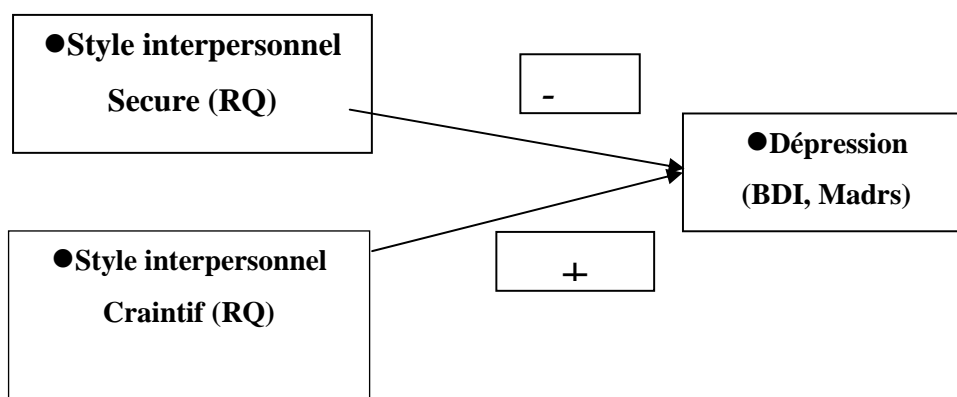 ●Style interpersonnel
Secure (RQ)
-
●Dépression
(BDI, Madrs)
●Style interpersonnel
Craintif (RQ)
+